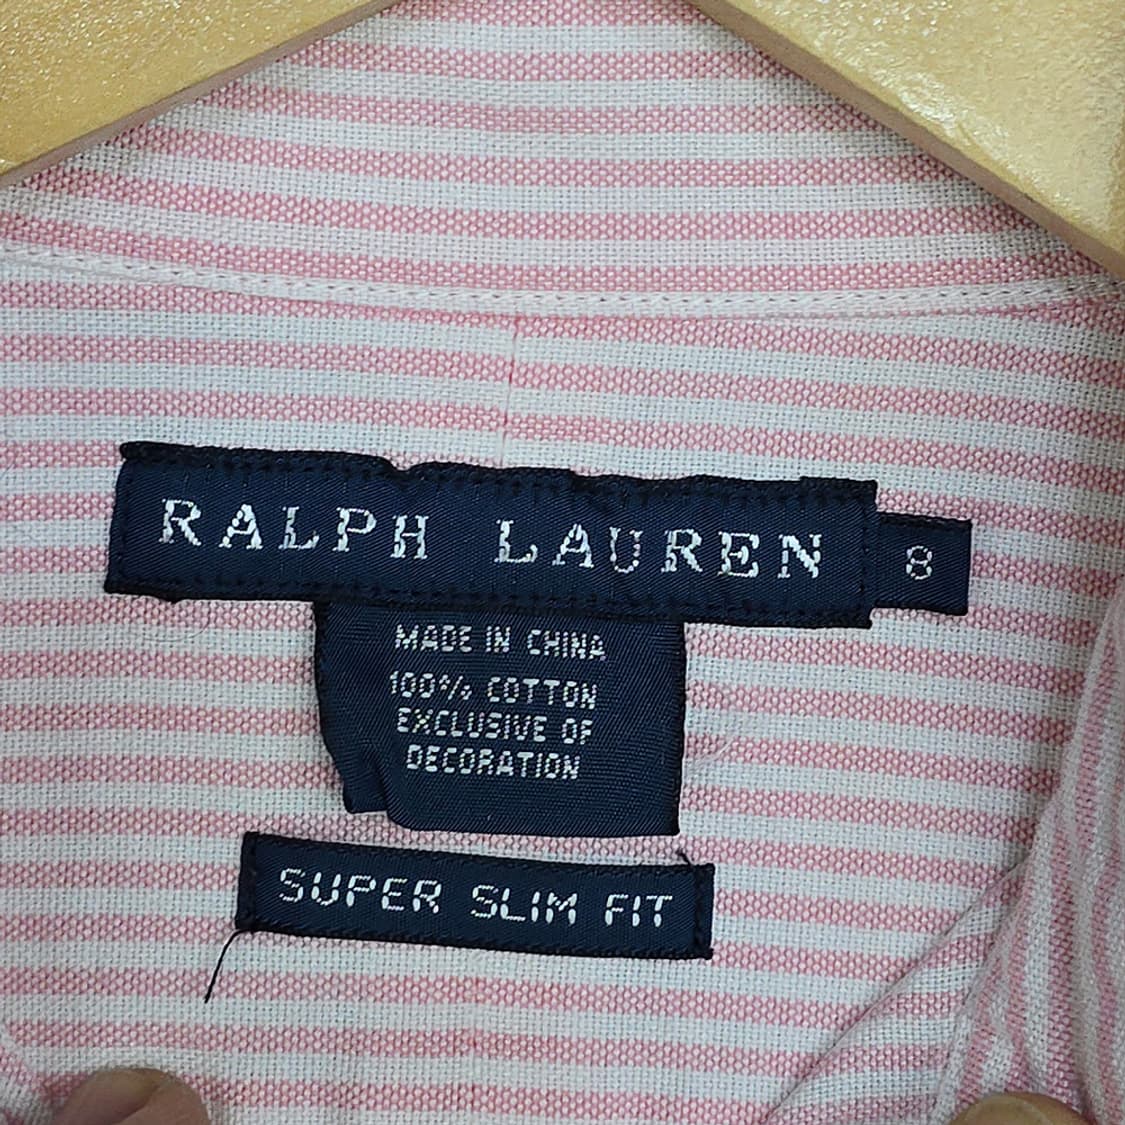 RALPH LAUREN
8
MADE IN CHINA
100% COTTON
EXCLUSIVE OF
DECORATION
SUPER SLIM FIT